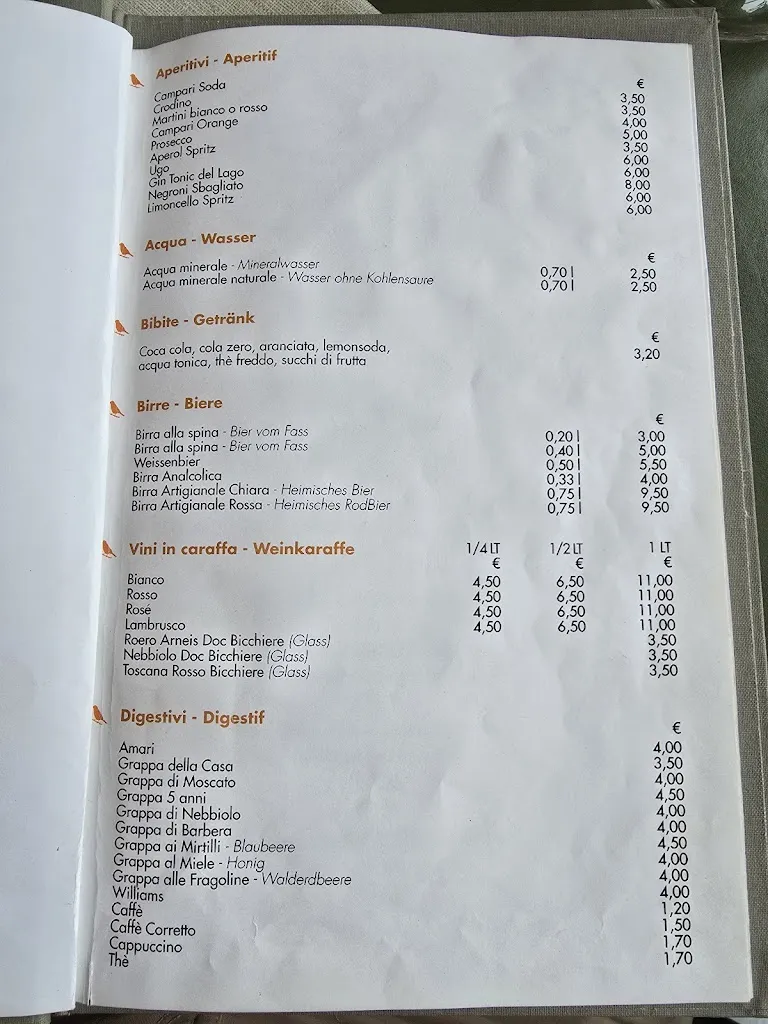 Aperitivi - Aperitif
€
Campari Soda 3,50
Crodino 3,50
Martini bianco o rosso 4,00
Campari Orange 5,00
Prosecco 3,50
Aperol Spritz 6,00
Ugo 6,00
Gin Tonic del Lago 8,00
Negroni Sbagliato 6,00
Limoncello Spritz 6,00
Acqua - Wasser
€
Acqua minerale - Mineralwasser 0,70 l 2,50
Acqua minerale naturale - Wasser ohne Kohlensaure 0,70 l 2,50
Bibite - Getränk
€
Coca cola, cola zero, aranciata, lemonsoda,
acqua tonica, thè freddo, succhi di frutta 3,20
Birre - Biere
€
Birra alla spina - Bier vom Fass 0,20 l 3,00
Birra alla spina - Bier vom Fass 0,40 l 5,00
Weissenbier 0,50 l 5,50
Birra Analcolica 0,33 l 4,00
Birra Artigianale Chiara - Heimisches Bier 0,75 l 9,50
Birra Artigianale Rossa - Heimisches RodBier 0,75 l 9,50
Vini in caraffa - Weinkaraffe 1/4 LT 1/2 LT 1 LT
€ € €
Bianco 4,50 6,50 11,00
Rosso 4,50 6,50 11,00
Rosé 4,50 6,50 11,00
Lambrusco 4,50 6,50 11,00
Roero Arneis Doc Bicchiere (Glass) 3,50
Nebbiolo Doc Bicchiere (Glass) 3,50
Toscana Rosso Bicchiere (Glass) 3,50
Digestivi - Digestif
€
Amari 4,00
Grappa della Casa 3,50
Grappa di Moscato 4,00
Grappa 5 anni 4,50
Grappa di Nebbiolo 4,00
Grappa di Barbera 4,00
Grappa ai Mirtilli - Blaubeere 4,50
Grappa al Miele - Honig 4,00
Grappa alle Fragoline - Walderdbeere 4,00
Williams 4,00
Caffè 1,20
Caffè Corretto 1,50
Cappuccino 1,70
Thè 1,70